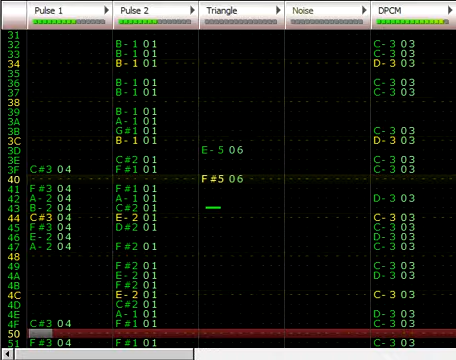 Pulse 1 Pulse 2 Triangle Noise DPCM
31
32 B-1 01 C-3 03
33 B-1 01 C-3 03
34 B-1 01 D-3 03
35
36 B-1 01 C-3 03
37 B-1 01 C-3 03
38
39 B-1 01
3A A-1 01
3B G#1 01 C-3 03
3C B-1 01 D-3 03
3D E-5 06
3E C#2 01 C-3 03
3F C#3 04 F#1 01 C-3 03
40 F#5 06
41 F#3 04 F#1 01
42 A-2 04 A-1 01 D-3 03
43 B-2 04 C#2 01
44 C#3 04 E-2 01 C-3 03
45 F#2 04 D#2 01 C-3 03
46 E-2 04 D-3 03
47 A-2 04 F#2 01 C-3 03
48
49 F#2 01 C-3 03
4A E-2 01 D-3 03
4B F#2 01
4C E-2 01 C-3 03
4D C#2 01
4E A-1 01 D-3 03
4F C#3 04 F#1 01 C-3 03
50
51 F#3 04 F#1 01 C-3 03